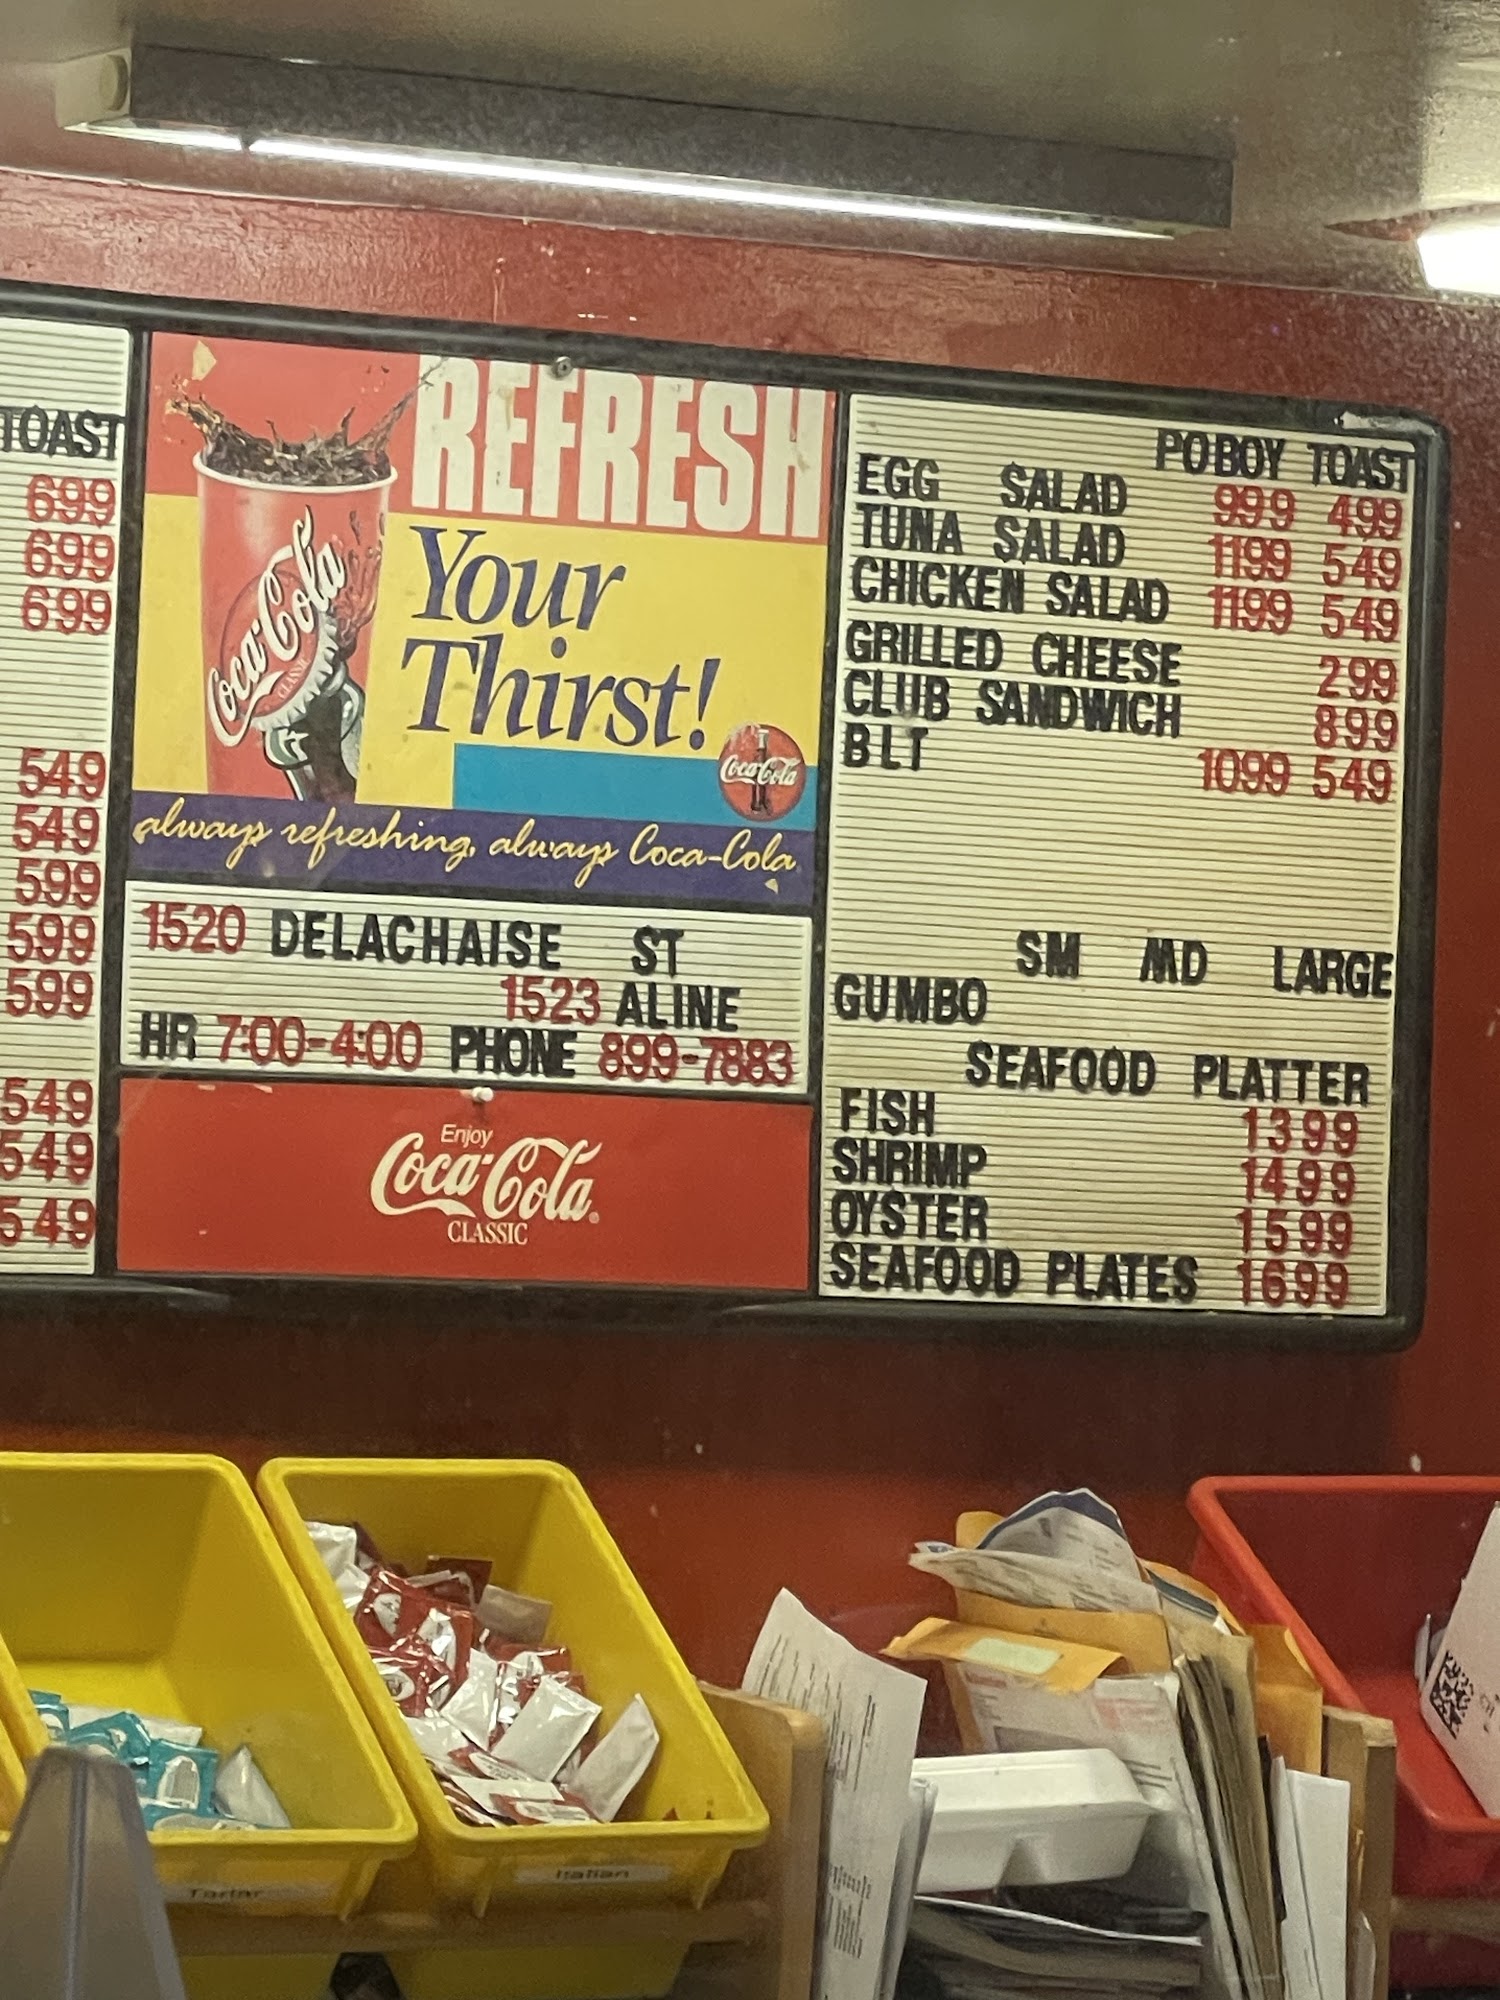 TOAST
699
699
699
549
549
599
599
599
549
549
549
REFRESH
Your
Thirst!
Coca-Cola
CLASSIC
Coca-Cola
always refreshing, always Coca-Cola
1520 DELACHAISE ST
1523 ALINE
HR 7:00-4:00 PHONE 899-7883
Enjoy
Coca-Cola
CLASSIC
POBOY TOAST
EGG SALAD 999 499
TUNA SALAD 1199 549
CHICKEN SALAD 1199 549
GRILLED CHEESE 299
CLUB SANDWICH 899
BLT 1099 549
SM MD LARGE
GUMBO
SEAFOOD PLATTER
FISH 1399
SHRIMP 1499
OYSTER 1599
SEAFOOD PLATES 1699
Tartar
Italian